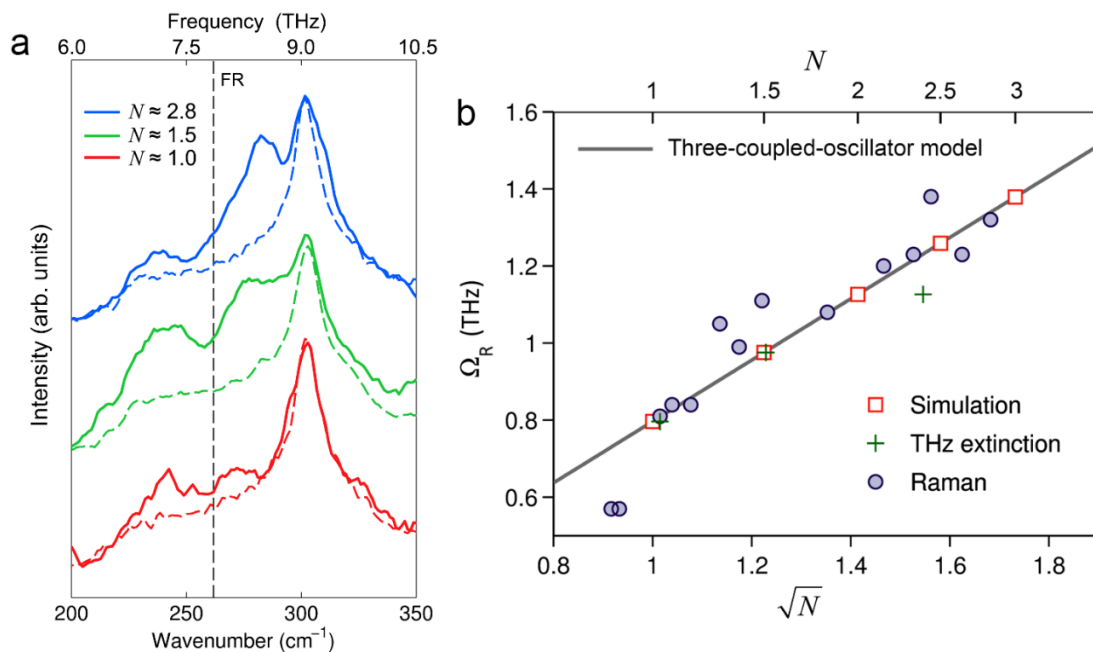 a
Frequency (THz)
6.0 7.5 9.0 10.5
FR
N ≈ 2.8
N ≈ 1.5
N ≈ 1.0
Intensity (arb. units)
200 250 300 350
Wavenumber (cm⁻¹)
b
N
1 1.5 2 2.5 3
1.6
1.4
1.2
1
0.8
0.6
Ω_R (THz)
Three-coupled-oscillator model
Simulation
THz extinction
Raman
0.8 1 1.2 1.4 1.6 1.8
√N